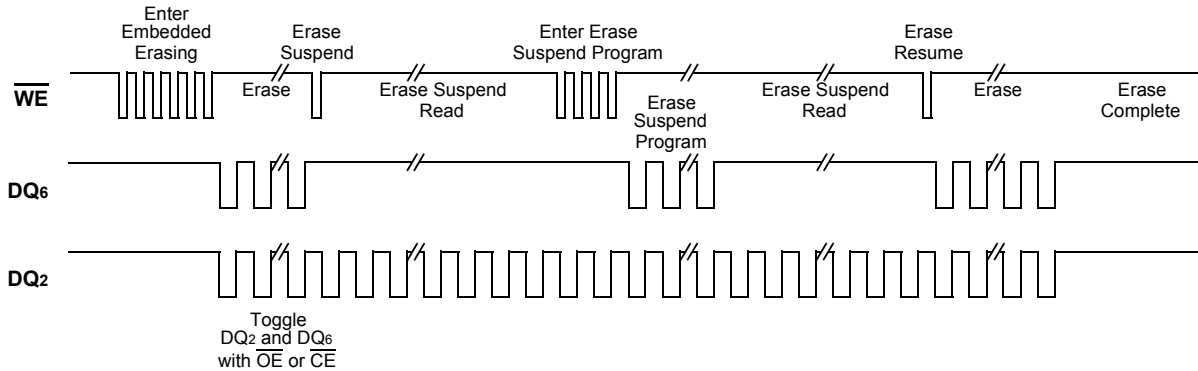 Enter
Embedded
Erasing
Erase
Suspend
Enter Erase
Suspend Program
Erase
Resume
WE
Erase
Erase Suspend
Read
Erase
Suspend
Program
Erase Suspend
Read
Erase
Erase
Complete
DQ6
DQ2
Toggle
DQ2 and DQ6
with OE or CE